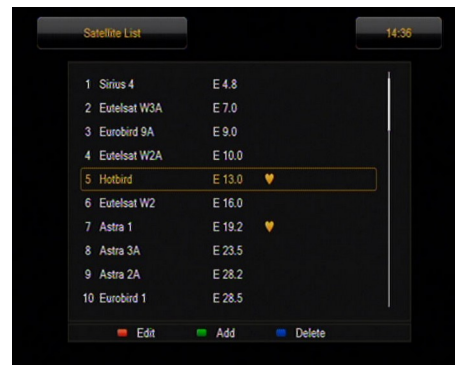 Satellite List 14:36
1 Sirius 4 E 4.8
2 Eutelsat W3A E 7.0
3 Eurobird 9A E 9.0
4 Eutelsat W2A E 10.0
5 Hotbird E 13.0
6 Eutelsat W2 E 16.0
7 Astra 1 E 19.2
8 Astra 3A E 23.5
9 Astra 2A E 28.2
10 Eurobird 1 E 28.5
Edit Add Delete